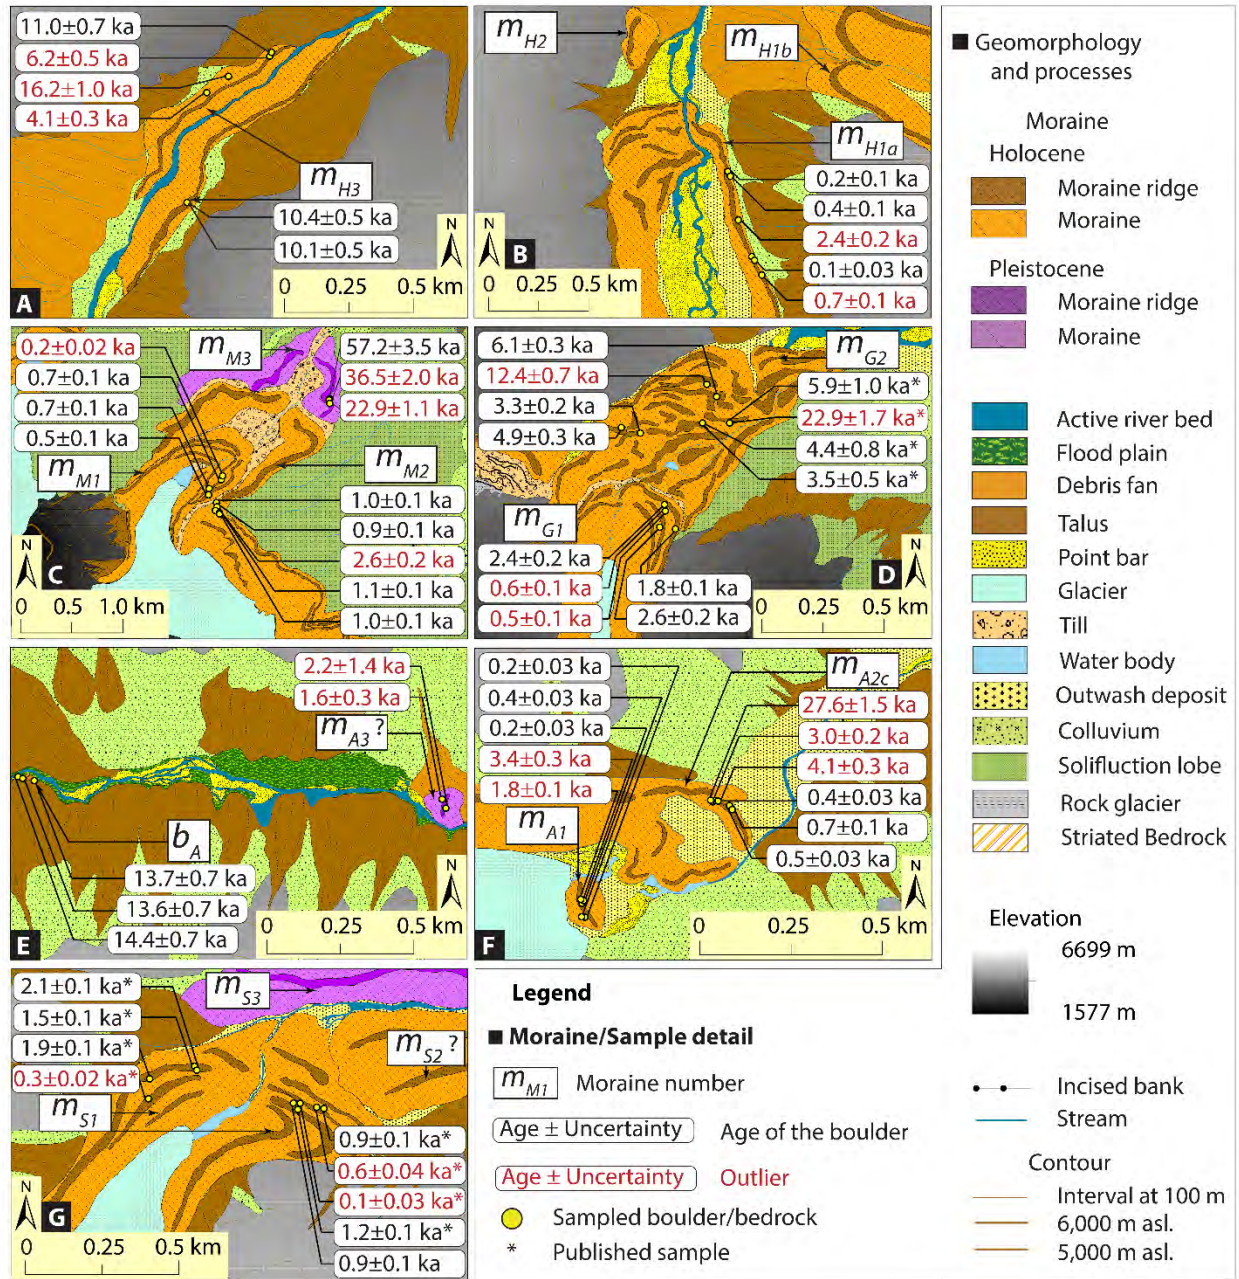 11.0±0.7 ka
6.2±0.5 ka
16.2±1.0 ka
4.1±0.3 ka
mH3
10.4±0.5 ka
10.1±0.5 ka
N
0 0.25 0.5 km
A
mH2
mH1b
mH1a
0.2±0.1 ka
0.4±0.1 ka
2.4±0.2 ka
0.1±0.03 ka
0.7±0.1 ka
N
0 0.25 0.5 km
B
0.2±0.02 ka
0.7±0.1 ka
0.7±0.1 ka
0.5±0.1 ka
mM3
57.2±3.5 ka
36.5±2.0 ka
22.9±1.1 ka
mM1
mM2
1.0±0.1 ka
0.9±0.1 ka
2.6±0.2 ka
1.1±0.1 ka
1.0±0.1 ka
N
C
0 0.5 1.0 km
6.1±0.3 ka
12.4±0.7 ka
3.3±0.2 ka
4.9±0.3 ka
mG2
5.9±1.0 ka*
22.9±1.7 ka*
4.4±0.8 ka*
3.5±0.5 ka*
mG1
2.4±0.2 ka
0.6±0.1 ka
0.5±0.1 ka
1.8±0.1 ka
2.6±0.2 ka
D
N
0 0.25 0.5 km
2.2±1.4 ka
1.6±0.3 ka
mA3?
bA
13.7±0.7 ka
13.6±0.7 ka
14.4±0.7 ka
E
0 0.25 0.5 km
N
0.2±0.03 ka
0.4±0.03 ka
0.2±0.03 ka
3.4±0.3 ka
1.8±0.1 ka
mA1
mA2c
27.6±1.5 ka
3.0±0.2 ka
4.1±0.3 ka
0.4±0.03 ka
0.7±0.1 ka
0.5±0.03 ka
F
0 0.25 0.5 km
N
2.1±0.1 ka*
1.5±0.1 ka*
1.9±0.1 ka*
0.3±0.02 ka*
mS1
mS3
mS2?
0.9±0.1 ka*
0.6±0.04 ka*
0.1±0.03 ka*
1.2±0.1 ka*
0.9±0.1 ka
N
G
0 0.25 0.5 km
Legend
Moraine/Sample detail
mM1 Moraine number
Age ± Uncertainty Age of the boulder
Age ± Uncertainty Outlier
Sampled boulder/bedrock
* Published sample
Geomorphology
and processes
Moraine
Holocene
Moraine ridge
Moraine
Pleistocene
Moraine ridge
Moraine
Active river bed
Flood plain
Debris fan
Talus
Point bar
Glacier
Till
Water body
Outwash deposit
Colluvium
Solifluction lobe
Rock glacier
Striated Bedrock
Elevation
6699 m
1577 m
Incised bank
Stream
Contour
Interval at 100 m
6,000 m asl.
5,000 m asl.